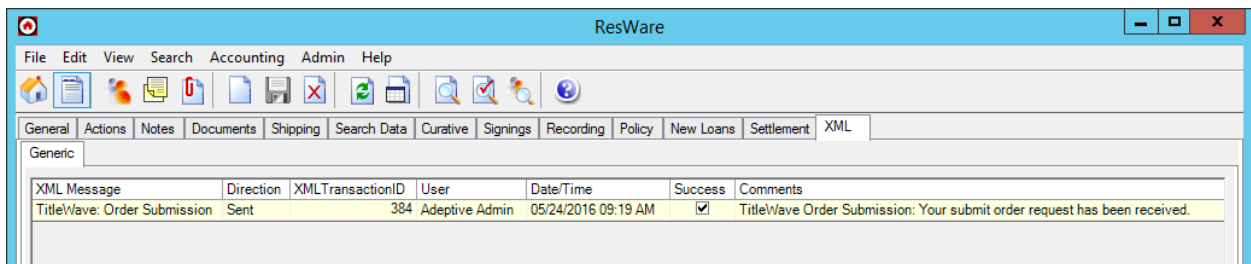 ResWare
File Edit View Search Accounting Admin Help
General Actions Notes Documents Shipping Search Data Curative Signings Recording Policy New Loans Settlement XML
Generic
XML Message Direction XMLTransactionID User Date/Time Success Comments
TitleWave: Order Submission Sent 384 Adeptive Admin 05/24/2016 09:19 AM TitleWave Order Submission: Your submit order request has been received.